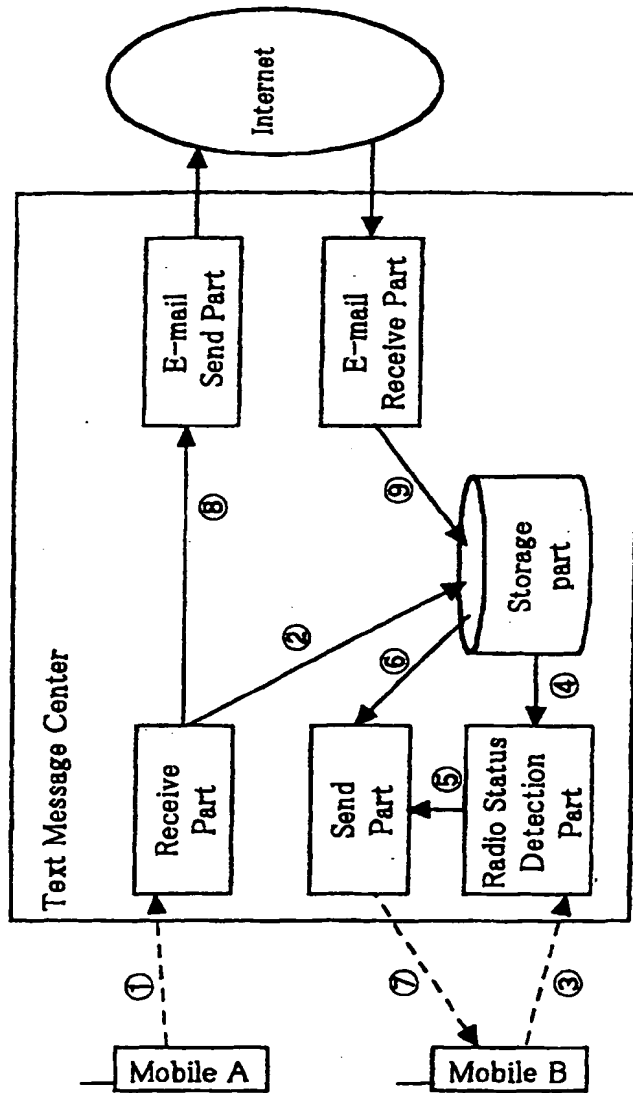 Text Message Center
Mobile A
①
Receive
Part
⑧
E-mail
Send Part
Internet
②
Mobile B
⑦
③
Send
Part
⑥
⑤
Radio Status
Detection
Part
④
Storage
part
⑨
E-mail
Receive Part